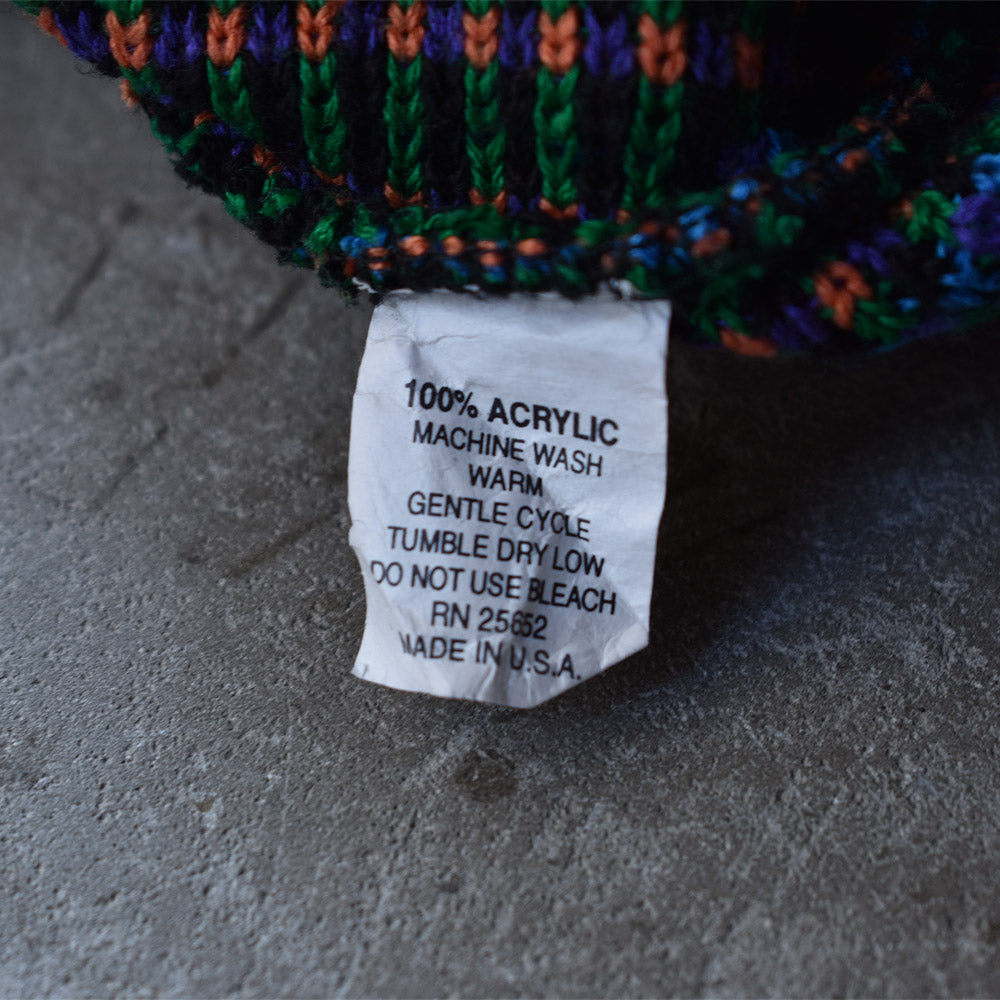 100% ACRYLIC
MACHINE WASH
WARM
GENTLE CYCLE
TUMBLE DRY LOW
DO NOT USE BLEACH
RN 25652
MADE IN U.S.A.